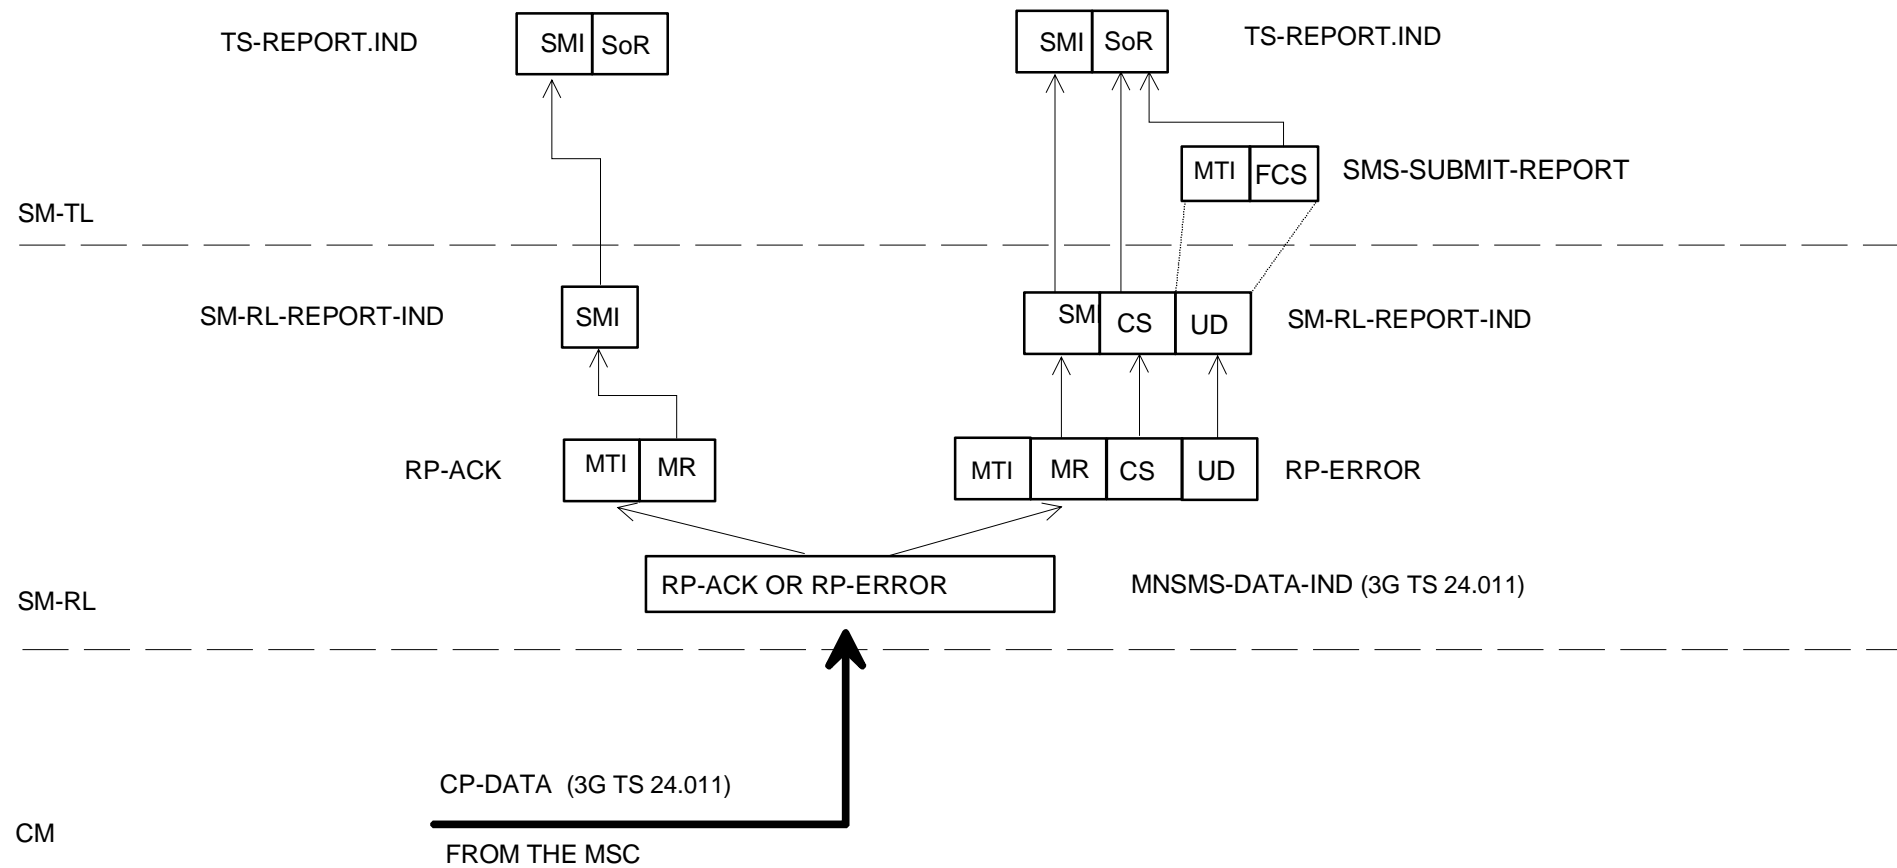 TS-REPORT.IND SMI SoR SMI SoR TS-REPORT.IND
MTI FCS SMS-SUBMIT-REPORT
SM-TL
SM-RL-REPORT-IND SMI SMI CS UD SM-RL-REPORT-IND
RP-ACK MTI MR MTI MR CS UD RP-ERROR
RP-ACK OR RP-ERROR MNSMS-DATA-IND (3G TS 24.011)
SM-RL
CP-DATA (3G TS 24.011)
CM
FROM THE MSC